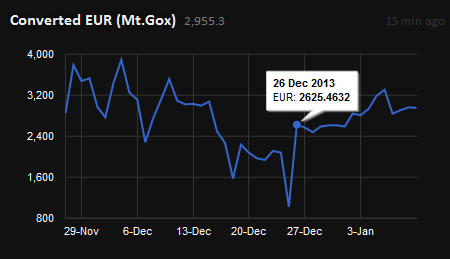 Converted EUR (Mt.Gox) 2,955.3 15 min ago
4,000
26 Dec 2013
EUR: 2625.4632
3,200
2,400
1,600
800
29-Nov 6-Dec 13-Dec 20-Dec 27-Dec 3-Jan